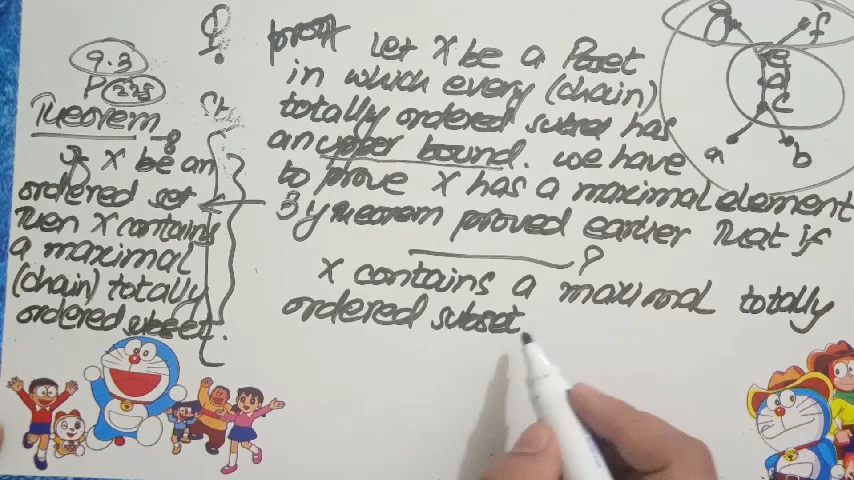 9.3
P 225
Theorem
If X be an
ordered set
Then X contains
a maximal
(chain) totally
ordered subset.
proof Let X be a Poset
in which every (chain)
totally ordered subset has
an upper bound. we have
to prove X has a maximal element
By Theorem proved earlier That if
X contains a maximal totally
ordered subset
g
f
e
d
c
a
b